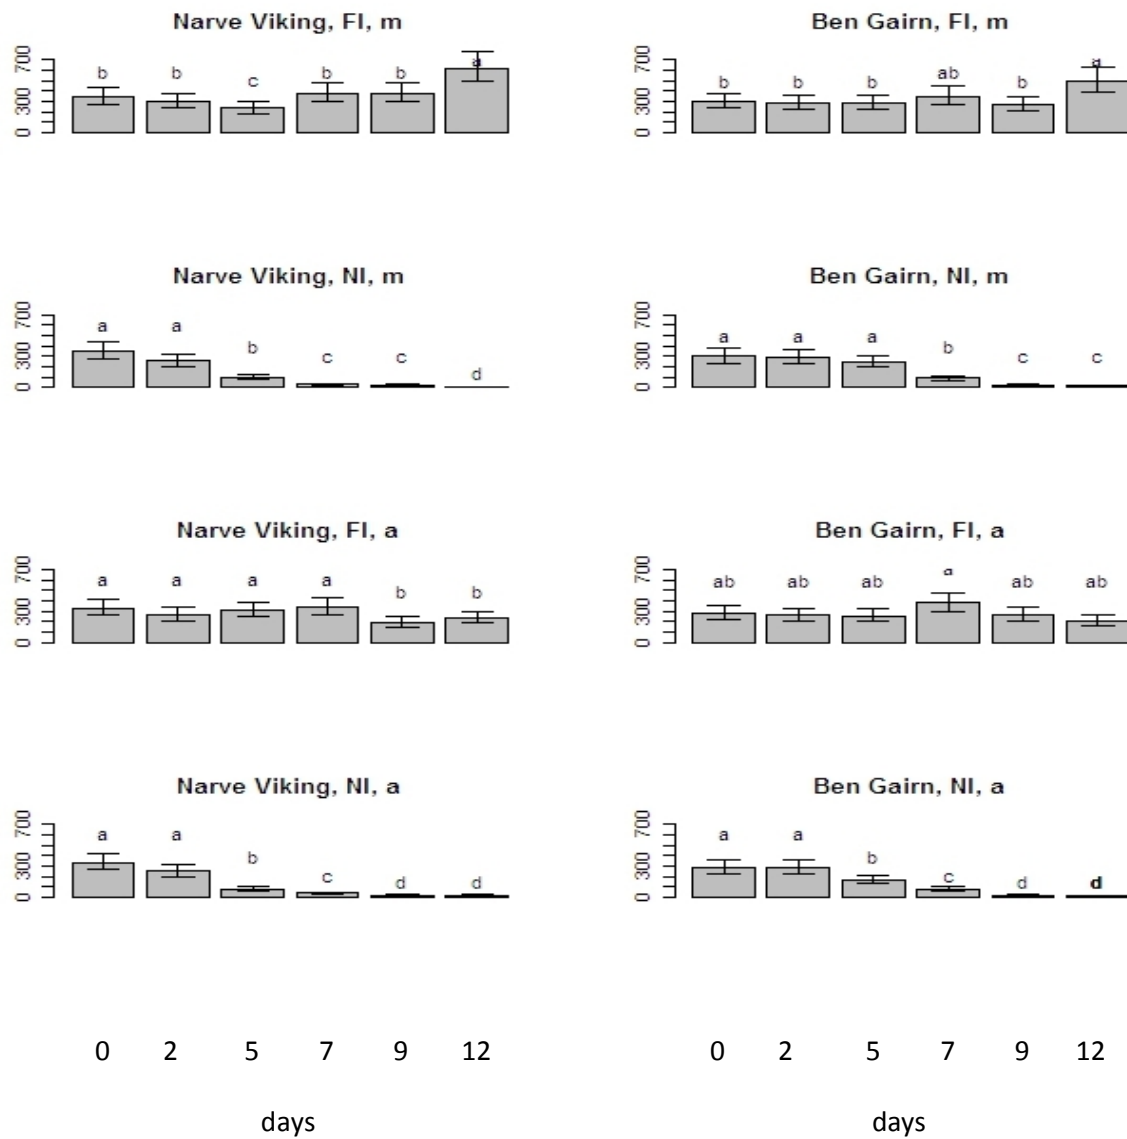 Narve Viking, FI, m
700
300
0
b b c b b a
Ben Gairn, FI, m
700
300
0
b b b ab b a
Narve Viking, NI, m
700
300
0
a a b c c d
Ben Gairn, NI, m
700
300
0
a a a b c c
Narve Viking, FI, a
700
300
0
a a a a b b
Ben Gairn, FI, a
700
300
0
ab ab ab a ab ab
Narve Viking, NI, a
700
300
0
a a b c d d
Ben Gairn, NI, a
700
300
0
a a b c d d
0 2 5 7 9 12
days
0 2 5 7 9 12
days